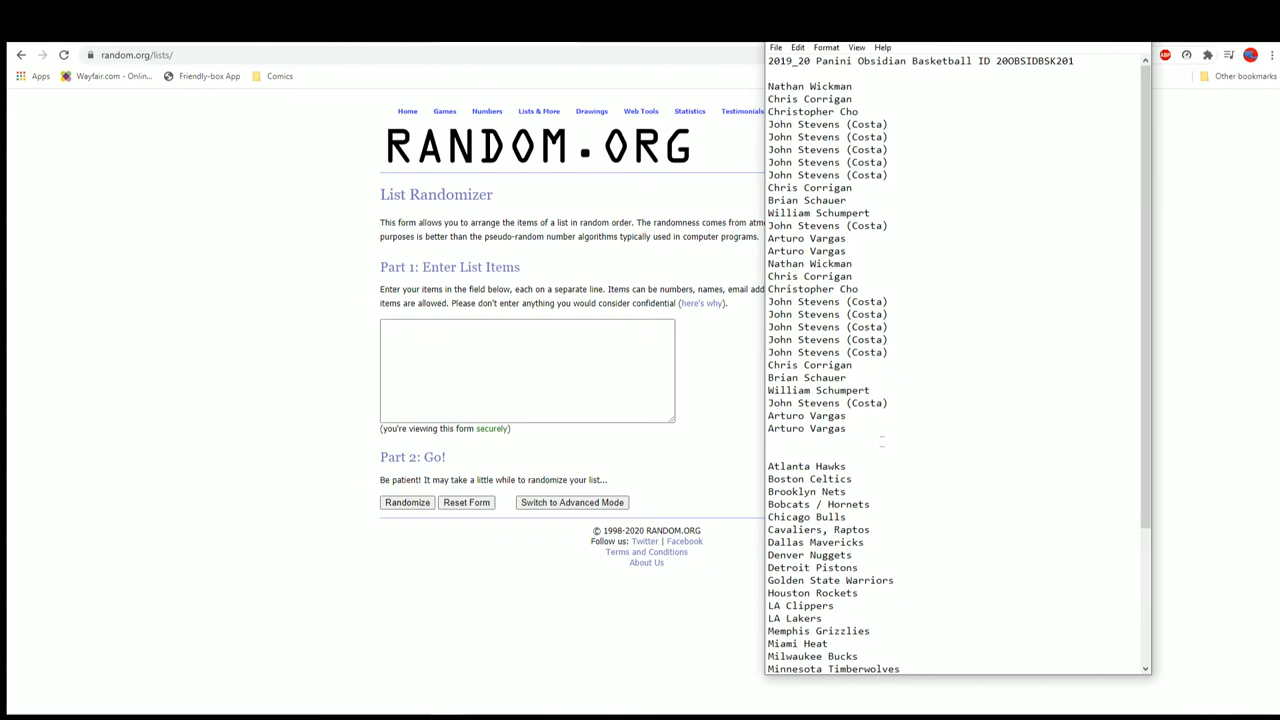 random.org/lists/
Apps
Wayfair.com - Onlin...
Friendly-box App
Comics
Other bookmarks
Home
Games
Numbers
Lists & More
Drawings
Web Tools
Statistics
Testimonials
RANDOM.ORG
List Randomizer
This form allows you to arrange the items of a list in random order. The randomness comes from atm
purposes is better than the pseudo-random number algorithms typically used in computer programs.
Part 1: Enter List Items
Enter your items in the field below, each on a separate line. Items can be numbers, names, email add
items are allowed. Please don't enter anything you would consider confidential (here's why).
(you're viewing this form securely)
Part 2: Go!
Be patient! It may take a little while to randomize your list...
Randomize
Reset Form
Switch to Advanced Mode
© 1998-2020 RANDOM.ORG
Follow us: Twitter | Facebook
Terms and Conditions
About Us
File Edit Format View Help
2019_20 Panini Obsidian Basketball ID 20OBSIDBSK201
Nathan Wickman
Chris Corrigan
Christopher Cho
John Stevens (Costa)
John Stevens (Costa)
John Stevens (Costa)
John Stevens (Costa)
John Stevens (Costa)
Chris Corrigan
Brian Schauer
William Schumpert
John Stevens (Costa)
Arturo Vargas
Arturo Vargas
Nathan Wickman
Chris Corrigan
Christopher Cho
John Stevens (Costa)
John Stevens (Costa)
John Stevens (Costa)
John Stevens (Costa)
John Stevens (Costa)
Chris Corrigan
Brian Schauer
William Schumpert
John Stevens (Costa)
Arturo Vargas
Arturo Vargas
Atlanta Hawks
Boston Celtics
Brooklyn Nets
Bobcats / Hornets
Chicago Bulls
Cavaliers, Raptos
Dallas Mavericks
Denver Nuggets
Detroit Pistons
Golden State Warriors
Houston Rockets
LA Clippers
LA Lakers
Memphis Grizzlies
Miami Heat
Milwaukee Bucks
Minnesota Timberwolves